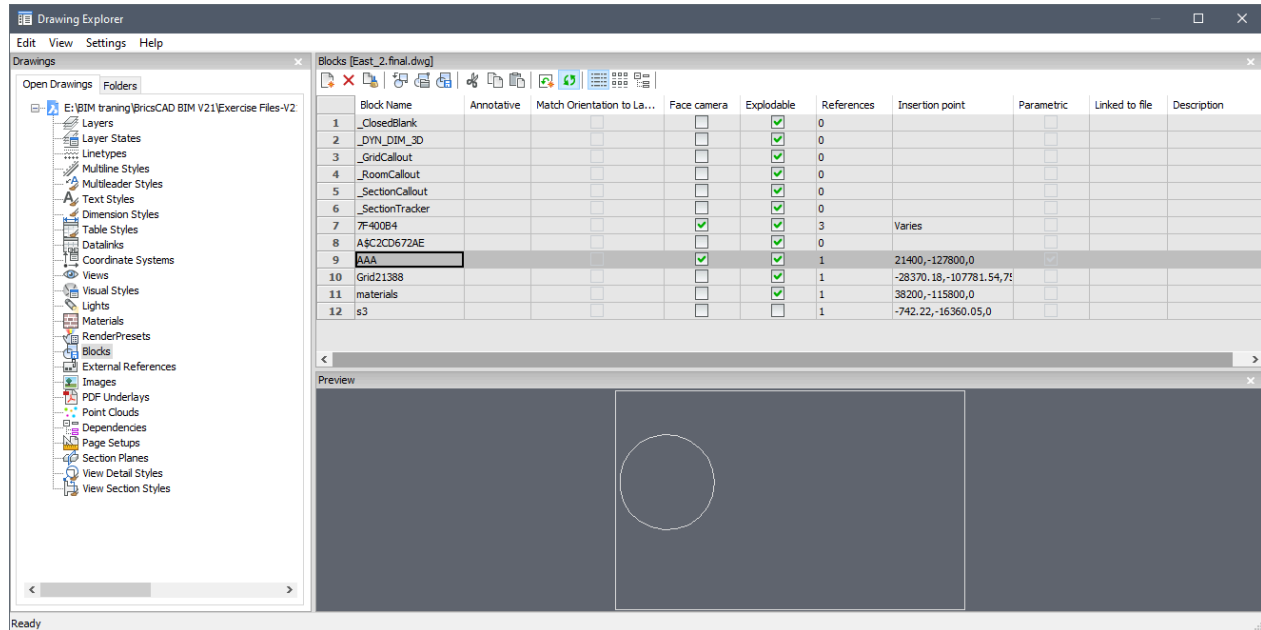 Drawing Explorer
Edit View Settings Help
Drawings
Open Drawings Folders
E:\BIM traning\BricsCAD BIM V21\Exercise Files-V2
Layers
Layer States
Linetypes
Multiline Styles
Multileader Styles
Text Styles
Dimension Styles
Table Styles
Datalinks
Coordinate Systems
Views
Visual Styles
Lights
Materials
RenderPresets
Blocks
External References
Images
PDF Underlays
Point Clouds
Dependencies
Page Setups
Section Planes
View Detail Styles
View Section Styles
Blocks [East_2.final.dwg]
Block Name Annotative Match Orientation to La... Face camera Explodable References Insertion point Parametric Linked to file Description
1 _ClosedBlank 0
2 _DYN_DIM_3D 0
3 _GridCallout 0
4 _RoomCallout 0
5 _SectionCallout 0
6 _SectionTracker 0
7 7F400B4 3 Varies
8 A$C2CD672AE 0
9 AAA 1 21400,-127800,0
10 Grid21388 1 -28370.18,-107781.54,75
11 materials 1 38200,-115800,0
12 s3 1 -742.22,-16360.05,0
Preview
Ready